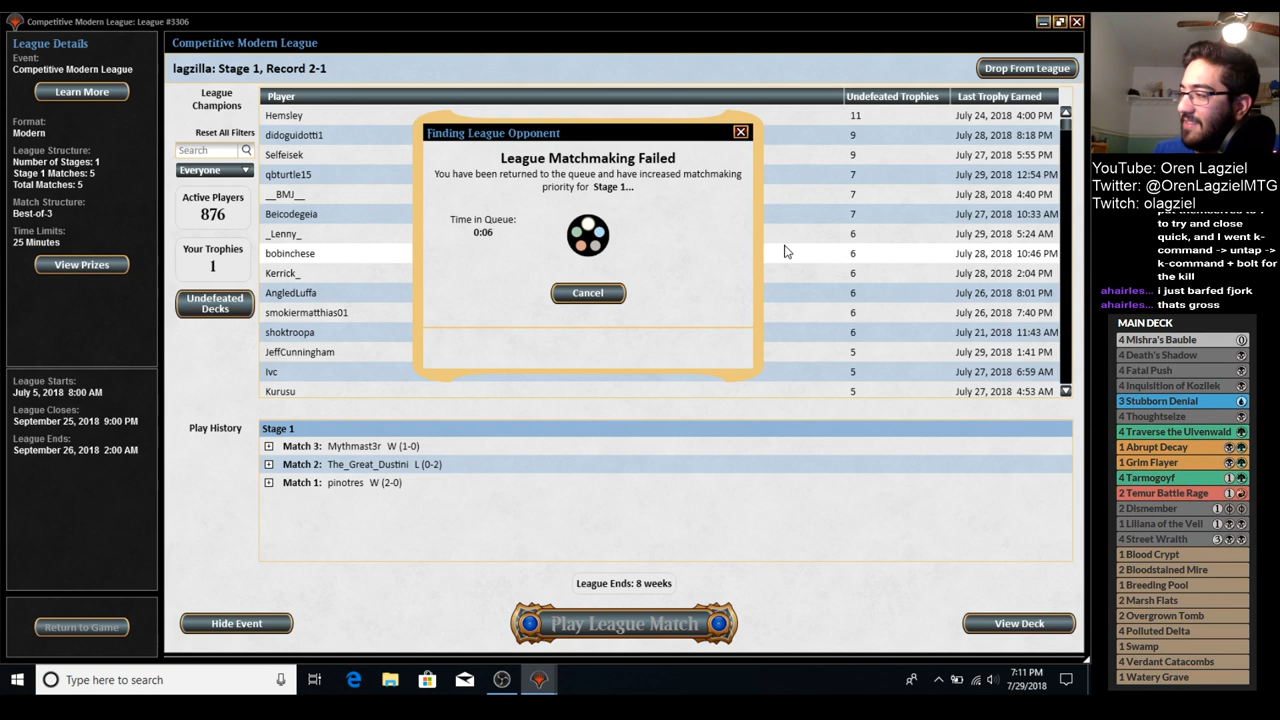 Competitive Modern League: League #3306
League Details
Event:
Competitive Modern League
Learn More
Format:
Modern
League Structure:
Number of Stages: 1
Stage 1 Matches: 5
Total Matches: 5
Match Structure:
Best-of-3
Time Limits:
25 Minutes
View Prizes
League Starts:
July 5, 2018 8:00 AM
League Closes:
September 25, 2018 9:00 PM
League Ends:
September 26, 2018 2:00 AM
Return to Game
Competitive Modern League
lagzilla: Stage 1, Record 2-1
Drop From League
League Champions
Reset All Filters
Search
Everyone
Active Players
876
Your Trophies
1
Undefeated Decks
Player Undefeated Trophies Last Trophy Earned
Hemsley 11 July 24, 2018 4:00 PM
didoguidotti1 9 July 28, 2018 8:18 PM
Selfeisek 9 July 27, 2018 5:55 PM
qbturtle15 7 July 29, 2018 12:54 PM
__BMJ__ 7 July 28, 2018 4:40 PM
Beicodegeia 7 July 27, 2018 10:33 AM
_Lenny_ 6 July 29, 2018 5:24 AM
bobinchese 6 July 28, 2018 10:46 PM
Kerrick_ 6 July 28, 2018 2:04 PM
AngledLuffa 6 July 26, 2018 8:01 PM
smokiermatthias01 6 July 26, 2018 7:40 PM
shoktroopa 6 July 21, 2018 11:43 AM
JeffCunningham 5 July 29, 2018 1:41 PM
lvc 5 July 27, 2018 6:59 AM
Kurusu 5 July 27, 2018 4:53 AM
Finding League Opponent
League Matchmaking Failed
You have been returned to the queue and have increased matchmaking
priority for Stage 1...
Time in Queue:
0:06
Cancel
Play History
Stage 1
Match 3: Mythmast3r W (1-0)
Match 2: The_Great_Dustini L (0-2)
Match 1: pinotres W (2-0)
League Ends: 8 weeks
Hide Event
Play League Match
View Deck
YouTube: Oren Lagziel
Twitter: @OrenLagzielMTG
Twitch: olagziel
to try and close
quick, and I went k-
command -> untap ->
k-command + bolt for
the kill
ahairles... i just barfed fjork
ahairles... thats gross
MAIN DECK
4 Mishra's Bauble 0
4 Death's Shadow
4 Fatal Push
4 Inquisition of Kozilek
3 Stubborn Denial
4 Thoughtseize
4 Traverse the Ulvenwald
1 Abrupt Decay
1 Grim Flayer
4 Tarmogoyf 1
2 Temur Battle Rage 1
2 Dismember 1
1 Liliana of the Veil 1
4 Street Wraith 3
1 Blood Crypt
2 Bloodstained Mire
1 Breeding Pool
2 Marsh Flats
2 Overgrown Tomb
4 Polluted Delta
1 Swamp
4 Verdant Catacombs
1 Watery Grave
Type here to search
7:11 PM
7/29/2018